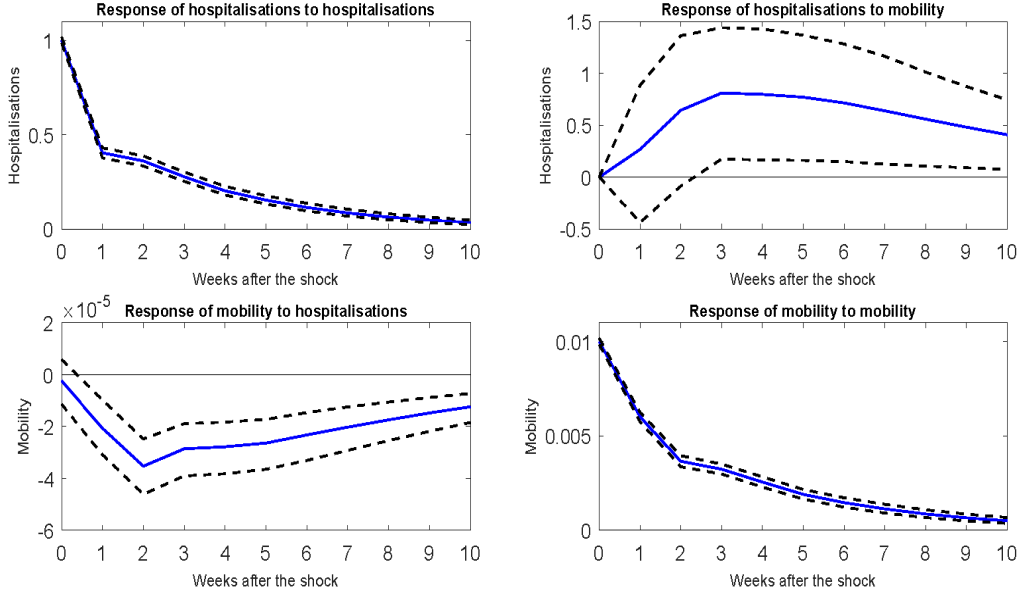 Response of hospitalisations to hospitalisations
1
0.5
0
Hospitalisations
0 1 2 3 4 5 6 7 8 9 10
Weeks after the shock
Response of hospitalisations to mobility
1.5
1
0.5
0
-0.5
Hospitalisations
0 1 2 3 4 5 6 7 8 9 10
Weeks after the shock
×10-5
Response of mobility to hospitalisations
2
0
-2
-4
-6
Mobility
0 1 2 3 4 5 6 7 8 9 10
Weeks after the shock
Response of mobility to mobility
0.01
0.005
0
Mobility
0 1 2 3 4 5 6 7 8 9 10
Weeks after the shock